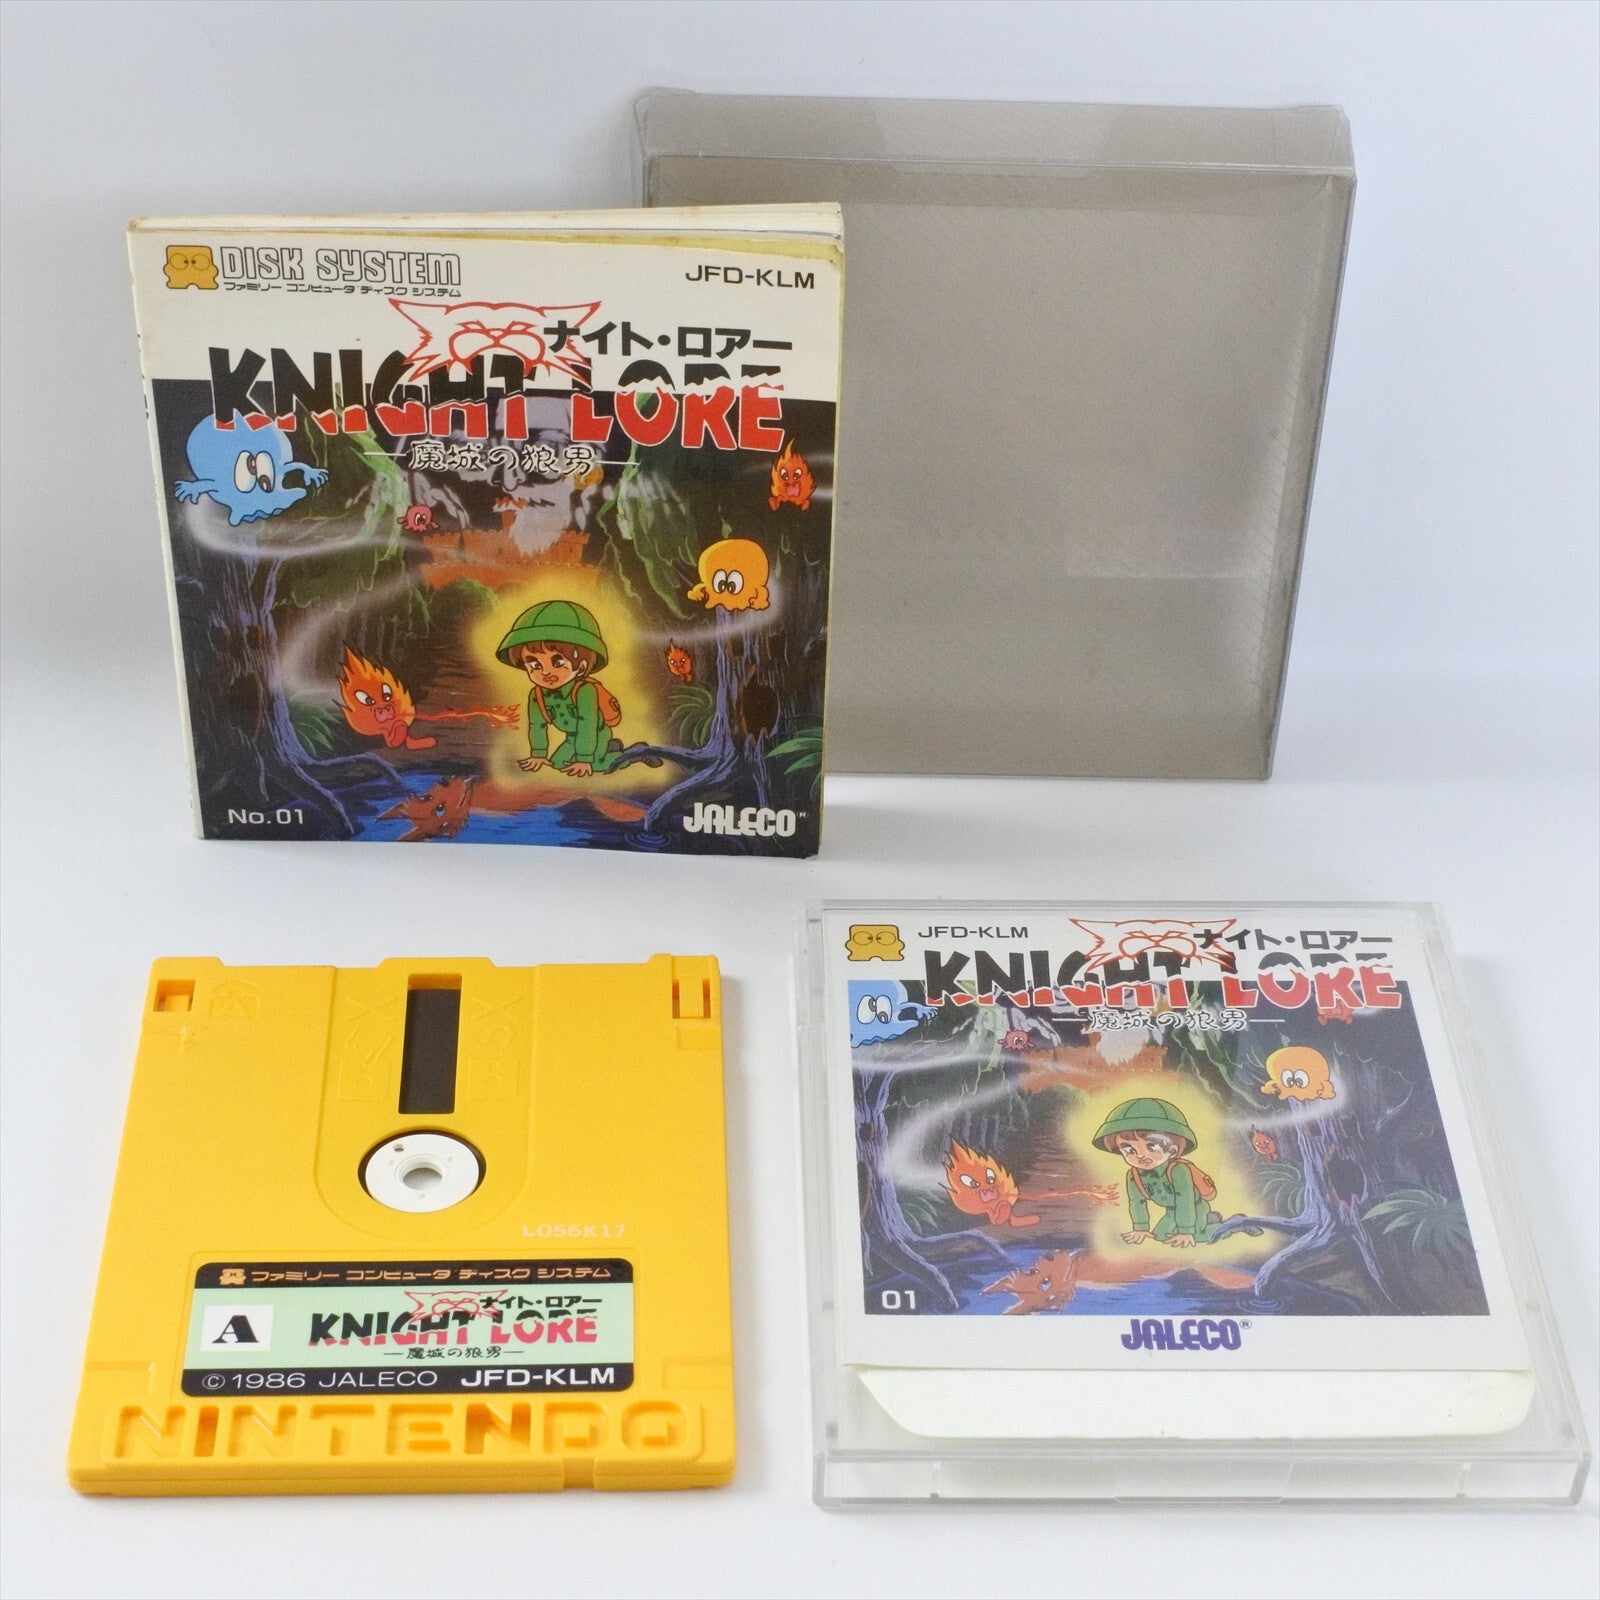 DISK SYSTEM
ファミリー コンピュータ ディスク システム
JFD-KLM
ナイト・ロアー
KNIGHT LORE
魔城の狼男
No. 01
JALECO®
JFD-KLM
ナイト・ロアー
KNIGHT LORE
魔城の狼男
01
JALECO®
L056K17
ファミリー コンピュータ ディスク システム
A
ナイト・ロアー
KNIGHT LORE
魔城の狼男
©1986 JALECO JFD-KLM
NINTENDO